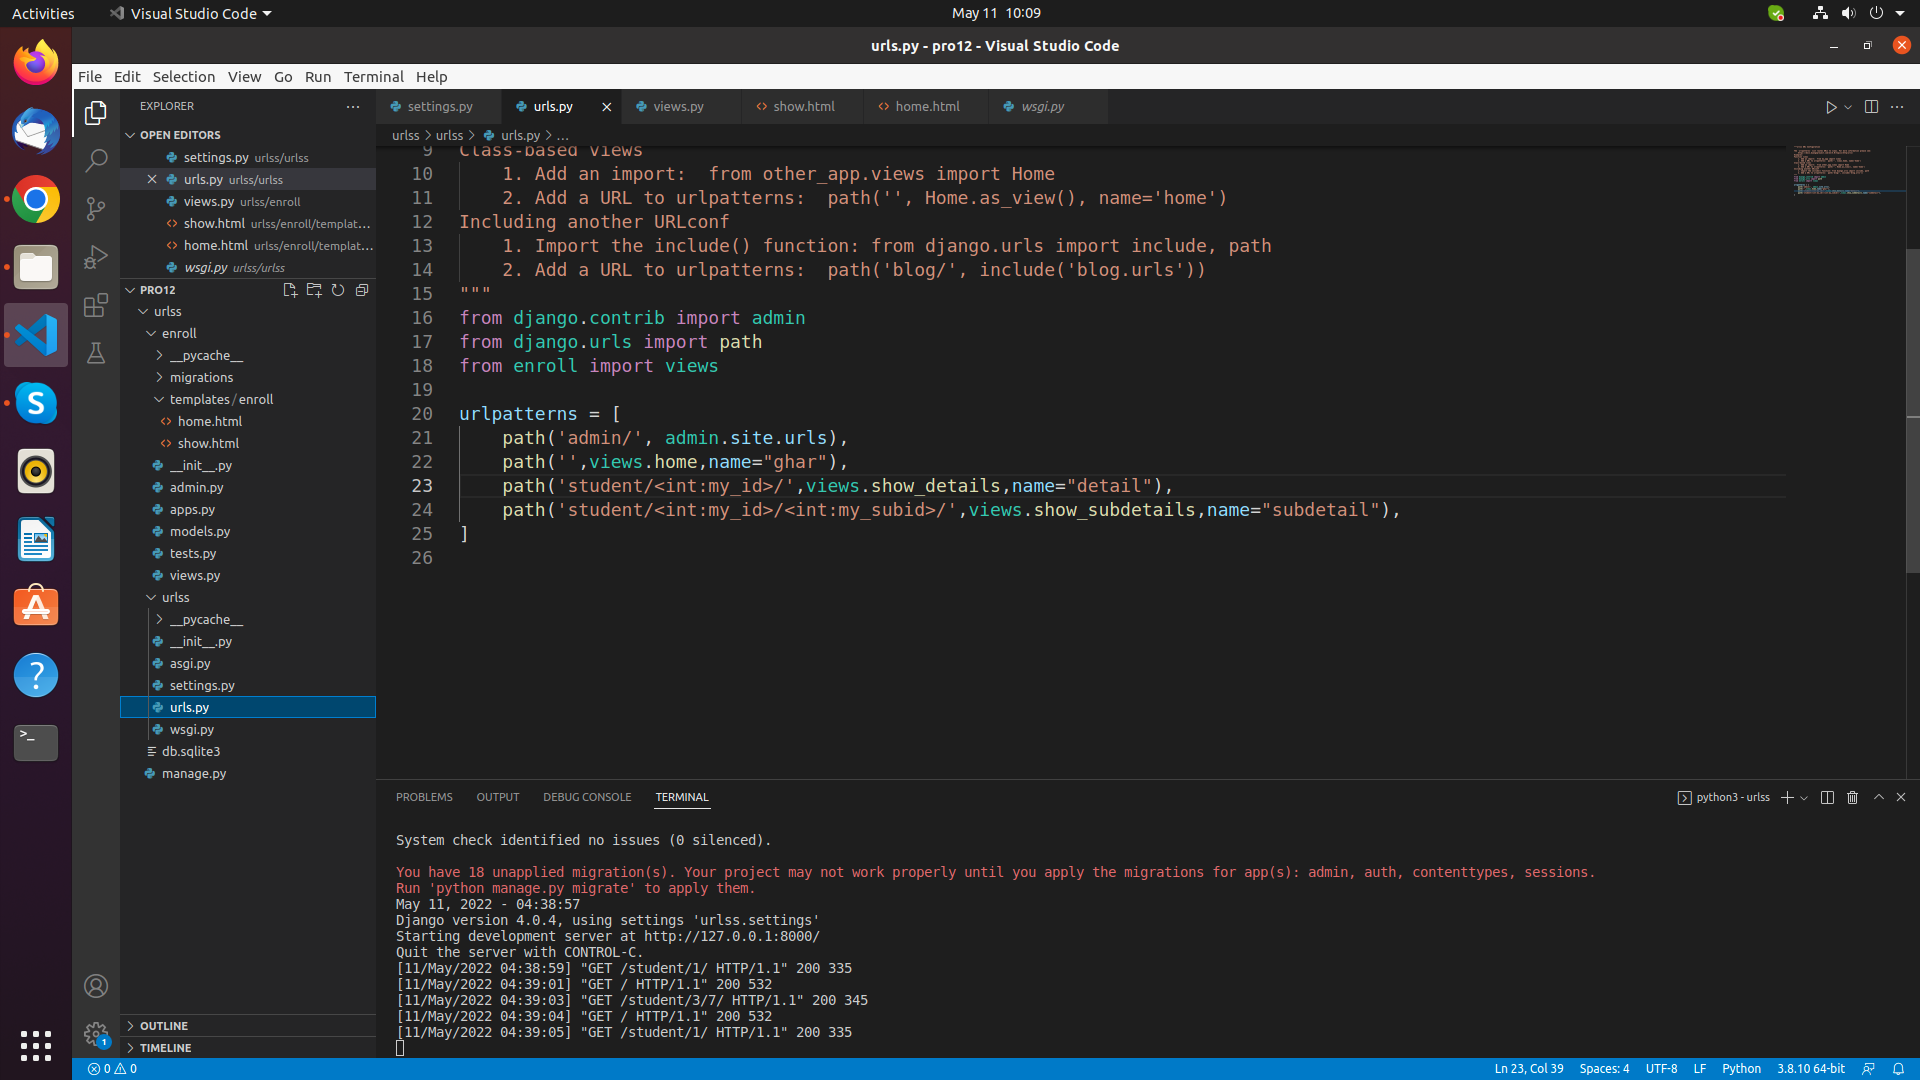 Activities
Visual Studio Code
May 11 10:09
urls.py - pro12 - Visual Studio Code
File Edit Selection View Go Run Terminal Help
EXPLORER
OPEN EDITORS
settings.py urlss/urlss
urls.py urlss/urlss
views.py urlss/enroll
show.html urlss/enroll/templat...
home.html urlss/enroll/templat...
wsgi.py urlss/urlss
PRO12
urlss
enroll
__pycache__
migrations
templates/enroll
home.html
show.html
__init__.py
admin.py
apps.py
models.py
tests.py
views.py
urlss
__pycache__
__init__.py
asgi.py
settings.py
urls.py
wsgi.py
db.sqlite3
manage.py
OUTLINE
TIMELINE
settings.py urls.py views.py show.html home.html wsgi.py
urlss > urlss > urls.py > ...
9 Class-based views
10     1. Add an import:  from other_app.views import Home
11     2. Add a URL to urlpatterns:  path('', Home.as_view(), name='home')
12 Including another URLconf
13     1. Import the include() function: from django.urls import include, path
14     2. Add a URL to urlpatterns:  path('blog/', include('blog.urls'))
15 """
16 from django.contrib import admin
17 from django.urls import path
18 from enroll import views
19
20 urlpatterns = [
21     path('admin/', admin.site.urls),
22     path('',views.home,name="ghar"),
23     path('student/<int:my_id>/',views.show_details,name="detail"),
24     path('student/<int:my_id>/<int:my_subid>/',views.show_subdetails,name="subdetail"),
25 ]
26
PROBLEMS OUTPUT DEBUG CONSOLE TERMINAL
python3 - urlss
System check identified no issues (0 silenced).
You have 18 unapplied migration(s). Your project may not work properly until you apply the migrations for app(s): admin, auth, contenttypes, sessions.
Run 'python manage.py migrate' to apply them.
May 11, 2022 - 04:38:57
Django version 4.0.4, using settings 'urlss.settings'
Starting development server at http://127.0.0.1:8000/
Quit the server with CONTROL-C.
[11/May/2022 04:38:59] "GET /student/1/ HTTP/1.1" 200 335
[11/May/2022 04:39:01] "GET / HTTP/1.1" 200 532
[11/May/2022 04:39:03] "GET /student/3/7/ HTTP/1.1" 200 345
[11/May/2022 04:39:04] "GET / HTTP/1.1" 200 532
[11/May/2022 04:39:05] "GET /student/1/ HTTP/1.1" 200 335
1
0 0
Ln 23, Col 39 Spaces: 4 UTF-8 LF Python 3.8.10 64-bit